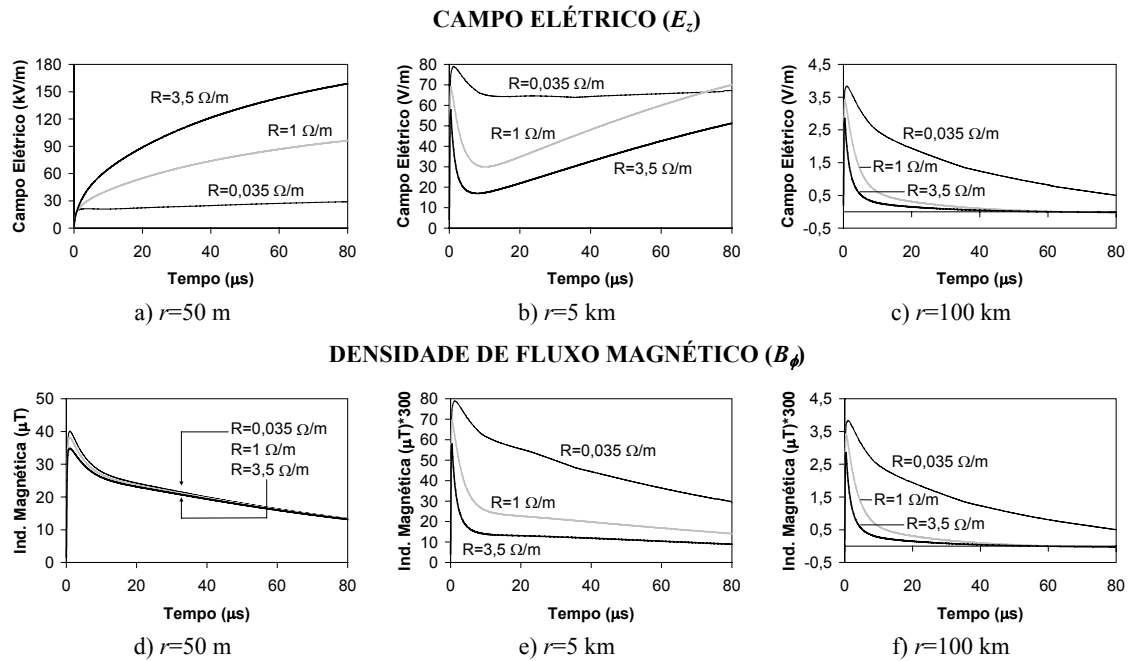 CAMPO ELÉTRICO (Ez)
Campo Elétrico (kV/m)
180
150
120
90
60
30
0
R=3,5 Ω/m
R=1 Ω/m
R=0,035 Ω/m
0 20 40 60 80
Tempo (μs)
a) r=50 m
Campo Elétrico (V/m)
80
70
60
50
40
30
20
10
0
R=0,035 Ω/m
R=1 Ω/m
R=3,5 Ω/m
0 20 40 60 80
Tempo (μs)
b) r=5 km
Campo Elétrico (V/m)
4,5
3,5
2,5
1,5
0,5
-0,5
R=0,035 Ω/m
R=1 Ω/m
R=3,5 Ω/m
0 20 40 60 80
Tempo (μs)
c) r=100 km
DENSIDADE DE FLUXO MAGNÉTICO (Bϕ)
Ind. Magnética (μT)
50
40
30
20
10
0
R=0,035 Ω/m
R=1 Ω/m
R=3,5 Ω/m
0 20 40 60 80
Tempo (μs)
d) r=50 m
Ind. Magnética (μT)*300
80
70
60
50
40
30
20
10
0
R=0,035 Ω/m
R=1 Ω/m
R=3,5 Ω/m
0 20 40 60 80
Tempo (μs)
e) r=5 km
Ind. Magnética (μT)*300
4,5
3,5
2,5
1,5
0,5
-0,5
R=0,035 Ω/m
R=1 Ω/m
R=3,5 Ω/m
0 20 40 60 80
Tempo (μs)
f) r=100 km